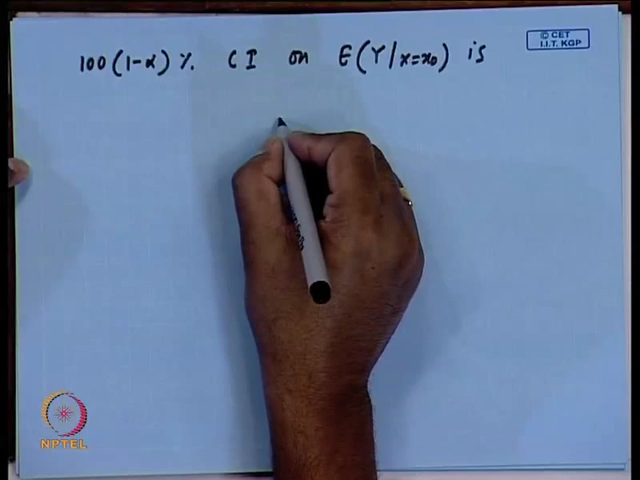 100(1-α) %. CI on E(Y/x=x₀) is
© CET
I.I.T. KGP
NPTEL